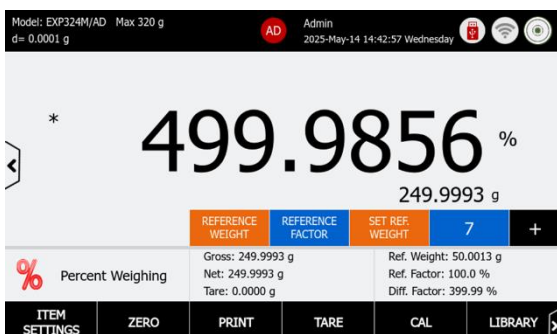 Model: EXP324M/AD Max 320 g
d= 0.0001 g
AD
Admin
2025-May-14 14:42:57 Wednesday
* 499.9856 %
249.9993 g
REFERENCE WEIGHT
REFERENCE FACTOR
SET REF. WEIGHT
7
+
% Percent Weighing
Gross: 249.9993 g
Net: 249.9993 g
Tare: 0.0000 g
Ref. Weight: 50.0013 g
Ref. Factor: 100.0 %
Diff. Factor: 399.99 %
ITEM SETTINGS
ZERO
PRINT
TARE
CAL
LIBRARY